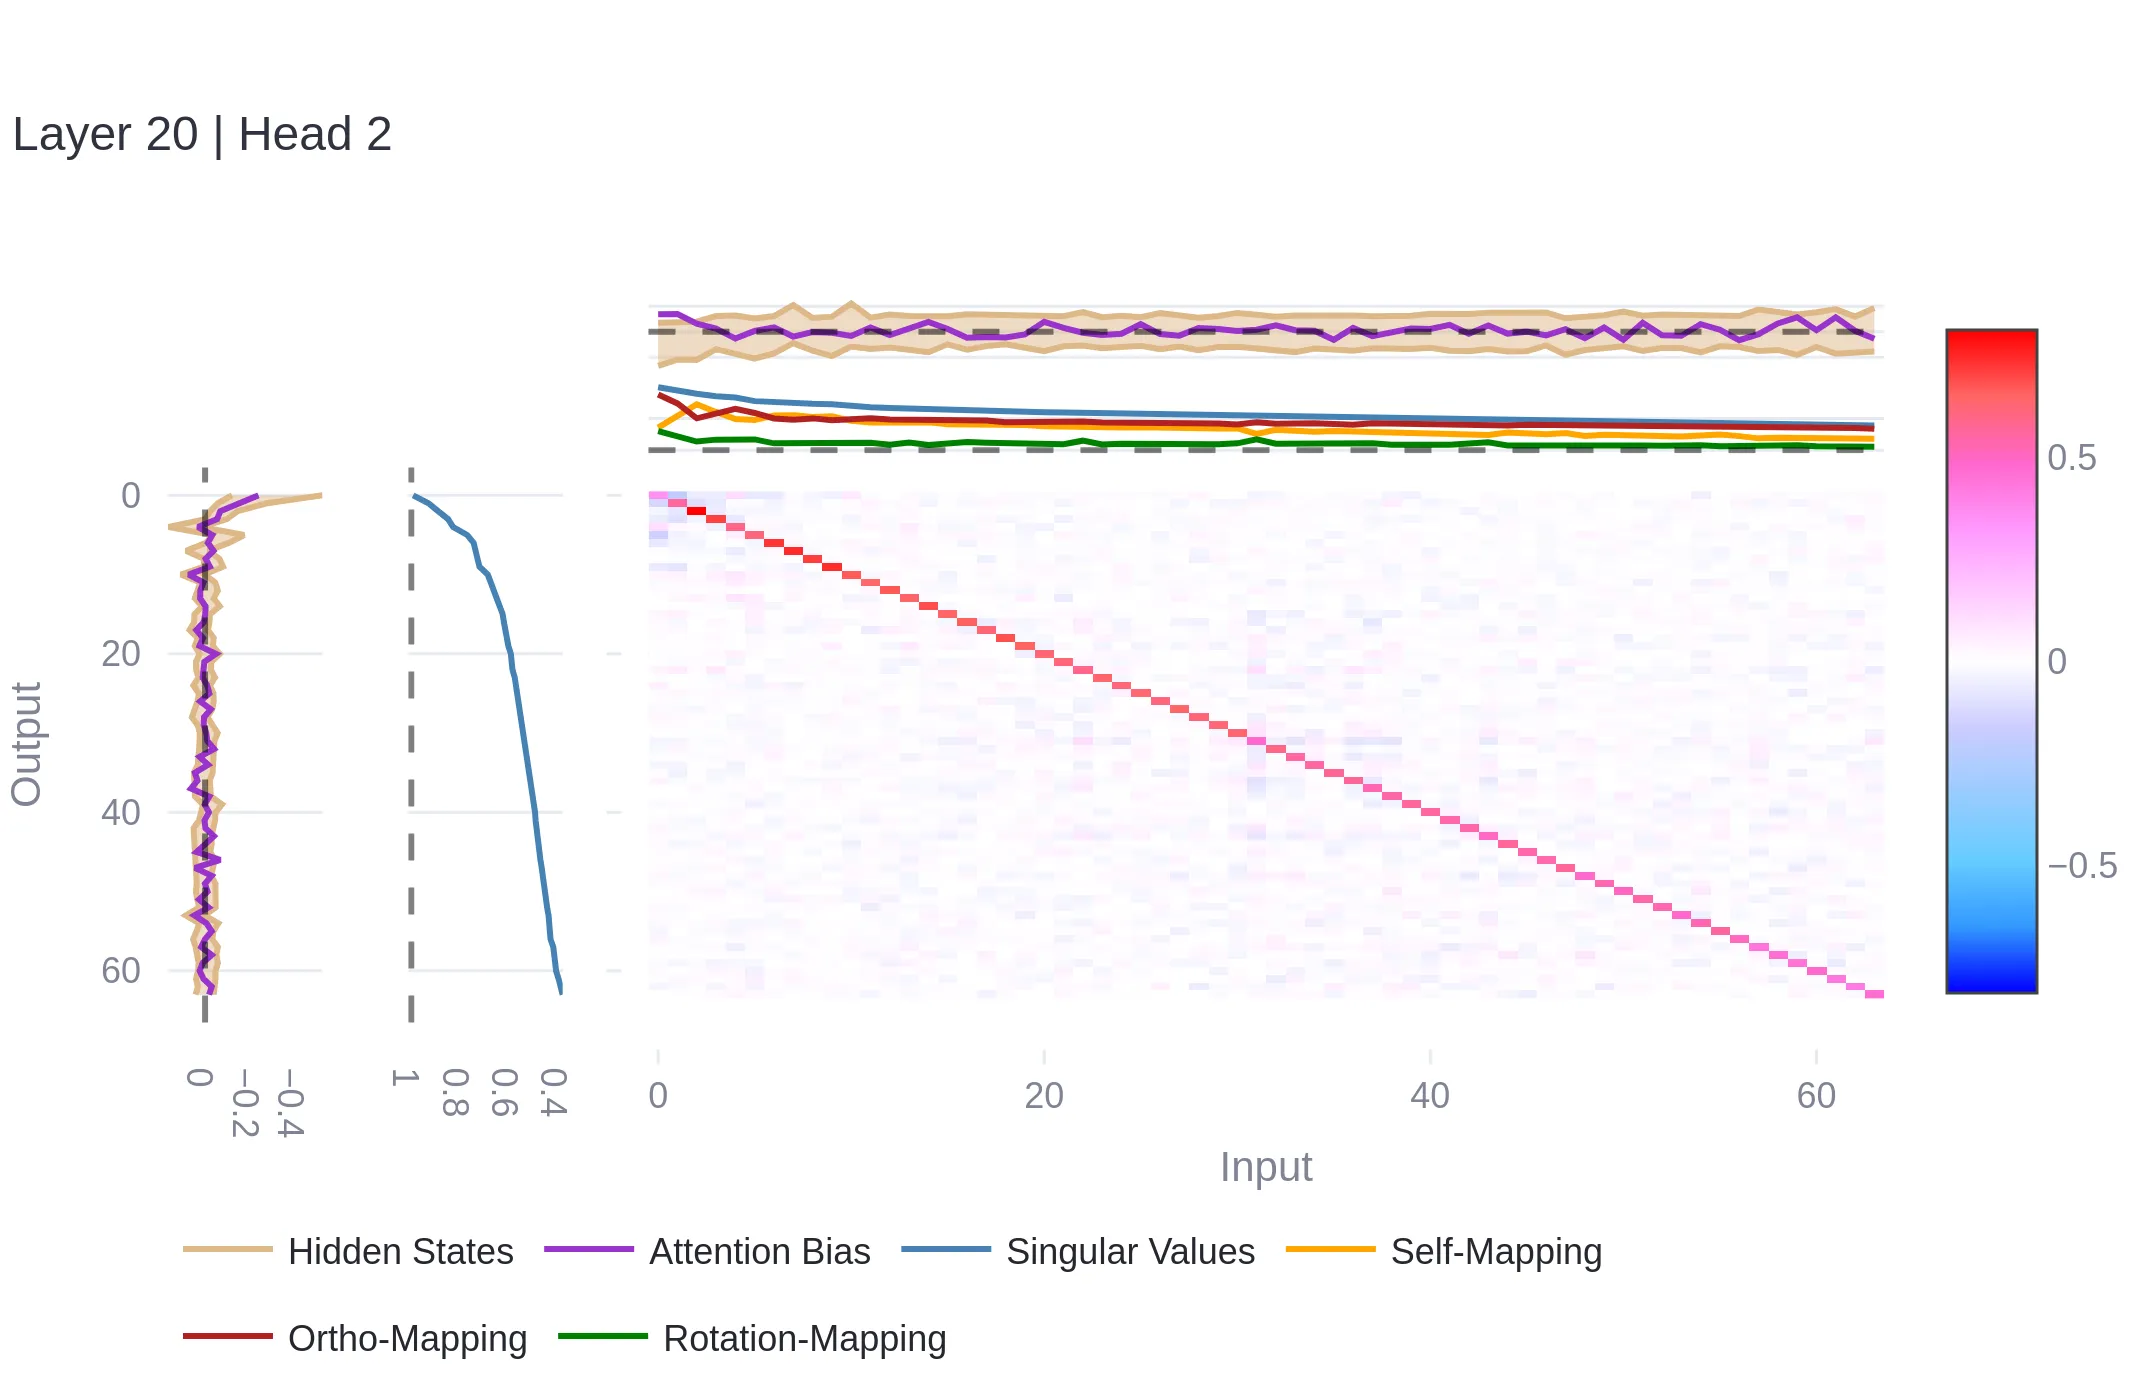 Layer 20 | Head 2
0
20
40
60
Output
0
−0.2
−0.4
1
0.8
0.6
0.4
0
20
40
60
Input
0.5
0
−0.5
Hidden States
Attention Bias
Singular Values
Self-Mapping
Ortho-Mapping
Rotation-Mapping